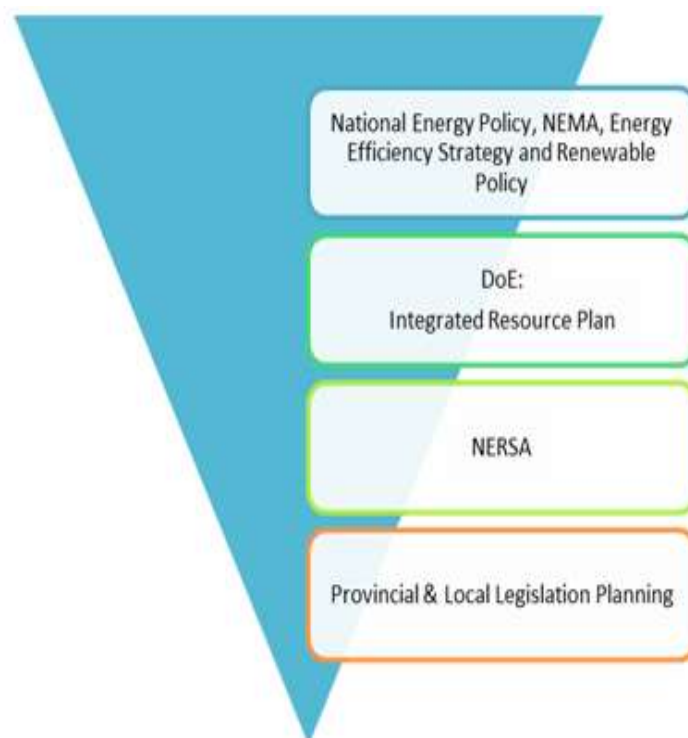 National Energy Policy, NEMA, Energy
Efficiency Strategy and Renewable
Policy
DoE:
Integrated Resource Plan
NERSA
Provincial & Local Legislation Planning